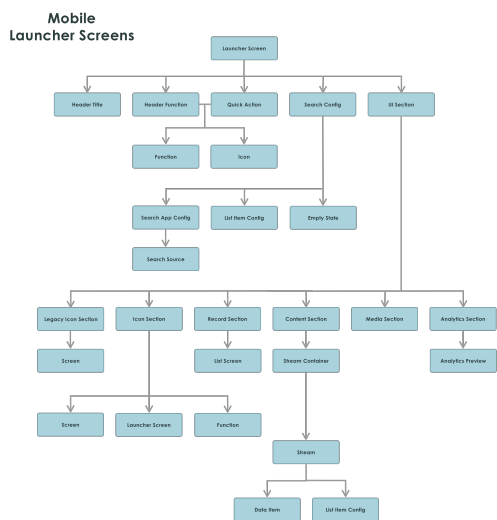 Mobile
Launcher Screens
Launcher Screen
Header Title
Header Function
Quick Action
Search Config
UI Section
Function
Icon
Search App Config
List Item Config
Empty State
Search Source
Legacy Icon Section
Icon Section
Record Section
Content Section
Media Section
Analytics Section
Screen
List Screen
Stream Container
Analytics Preview
Screen
Launcher Screen
Function
Stream
Data Item
List Item Config